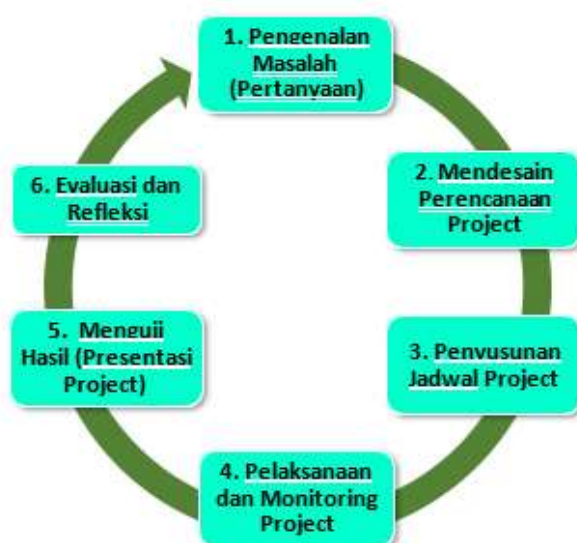 1. Pengenalan
Masalah
(Pertanyaan)
2. Mendesain
Perencanaan
Project
3. Penyusunan
Jadwal Project
4. Pelaksanaan
dan Monitoring
Project
5. Menguji
Hasil (Presentasi
Project)
6. Evaluasi dan
Refleksi